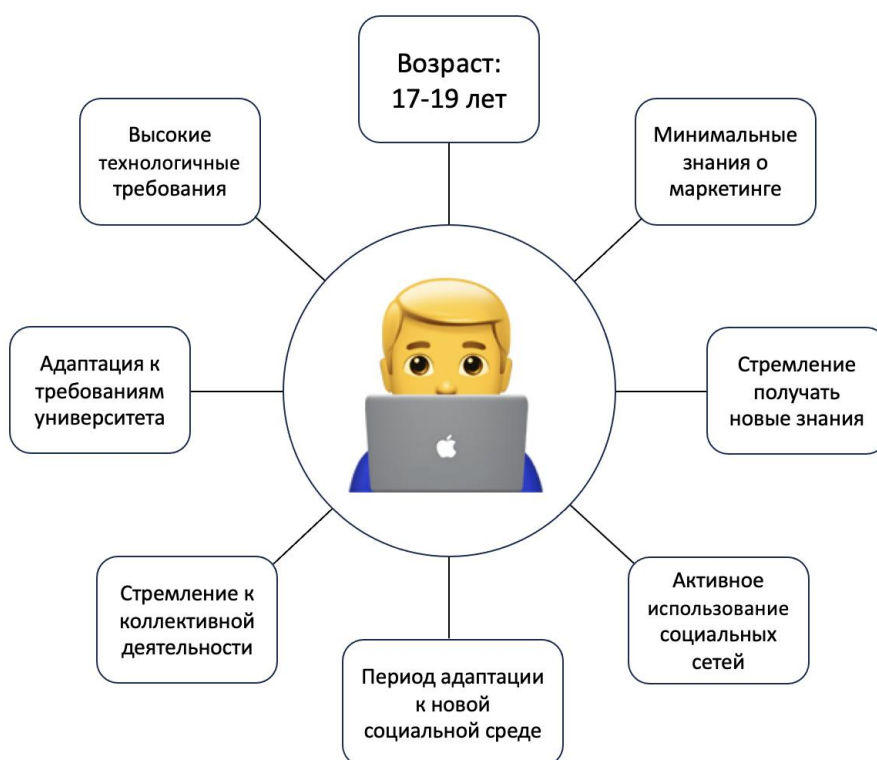 Возраст:
17-19 лет
Высокие
технологичные
требования
Минимальные
знания о
маркетинге
Адаптация к
требованиям
университета
Стремление
получать
новые знания
Стремление к
коллективной
деятельности
Активное
использование
социальных
сетей
Период адаптации
к новой
социальной среде